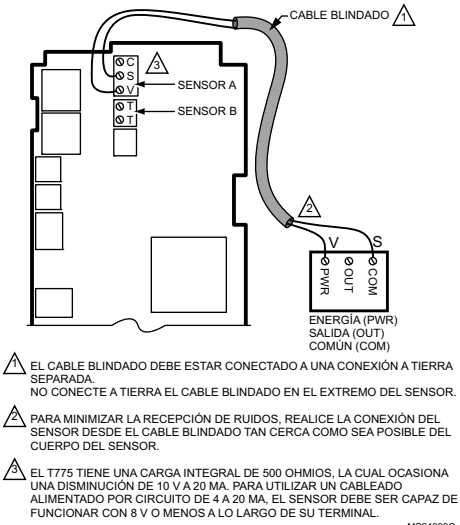 CABLE BLINDADO 1
C
S
V
3
SENSOR A
T
T
SENSOR B
2
V S
PWR
OUT
COM
ENERGÍA (PWR)
SALIDA (OUT)
COMÚN (COM)
1 EL CABLE BLINDADO DEBE ESTAR CONECTADO A UNA CONEXIÓN A TIERRA
SEPARADA.
NO CONECTE A TIERRA EL CABLE BLINDADO EN EL EXTREMO DEL SENSOR.
2 PARA MINIMIZAR LA RECEPCIÓN DE RUIDOS, REALICE LA CONEXIÓN DEL
SENSOR DESDE EL CABLE BLINDADO TAN CERCA COMO SEA POSIBLE DEL
CUERPO DEL SENSOR.
3 EL T775 TIENE UNA CARGA INTEGRAL DE 500 OHMIOS, LA CUAL OCASIONA
UNA DISMINUCIÓN DE 10 V A 20 MA. PARA UTILIZAR UN CABLEADO
ALIMENTADO POR CIRCUITO DE 4 A 20 MA, EL SENSOR DEBE SER CAPAZ DE
FUNCIONAR CON 8 V O MENOS A LO LARGO DE SU TERMINAL.